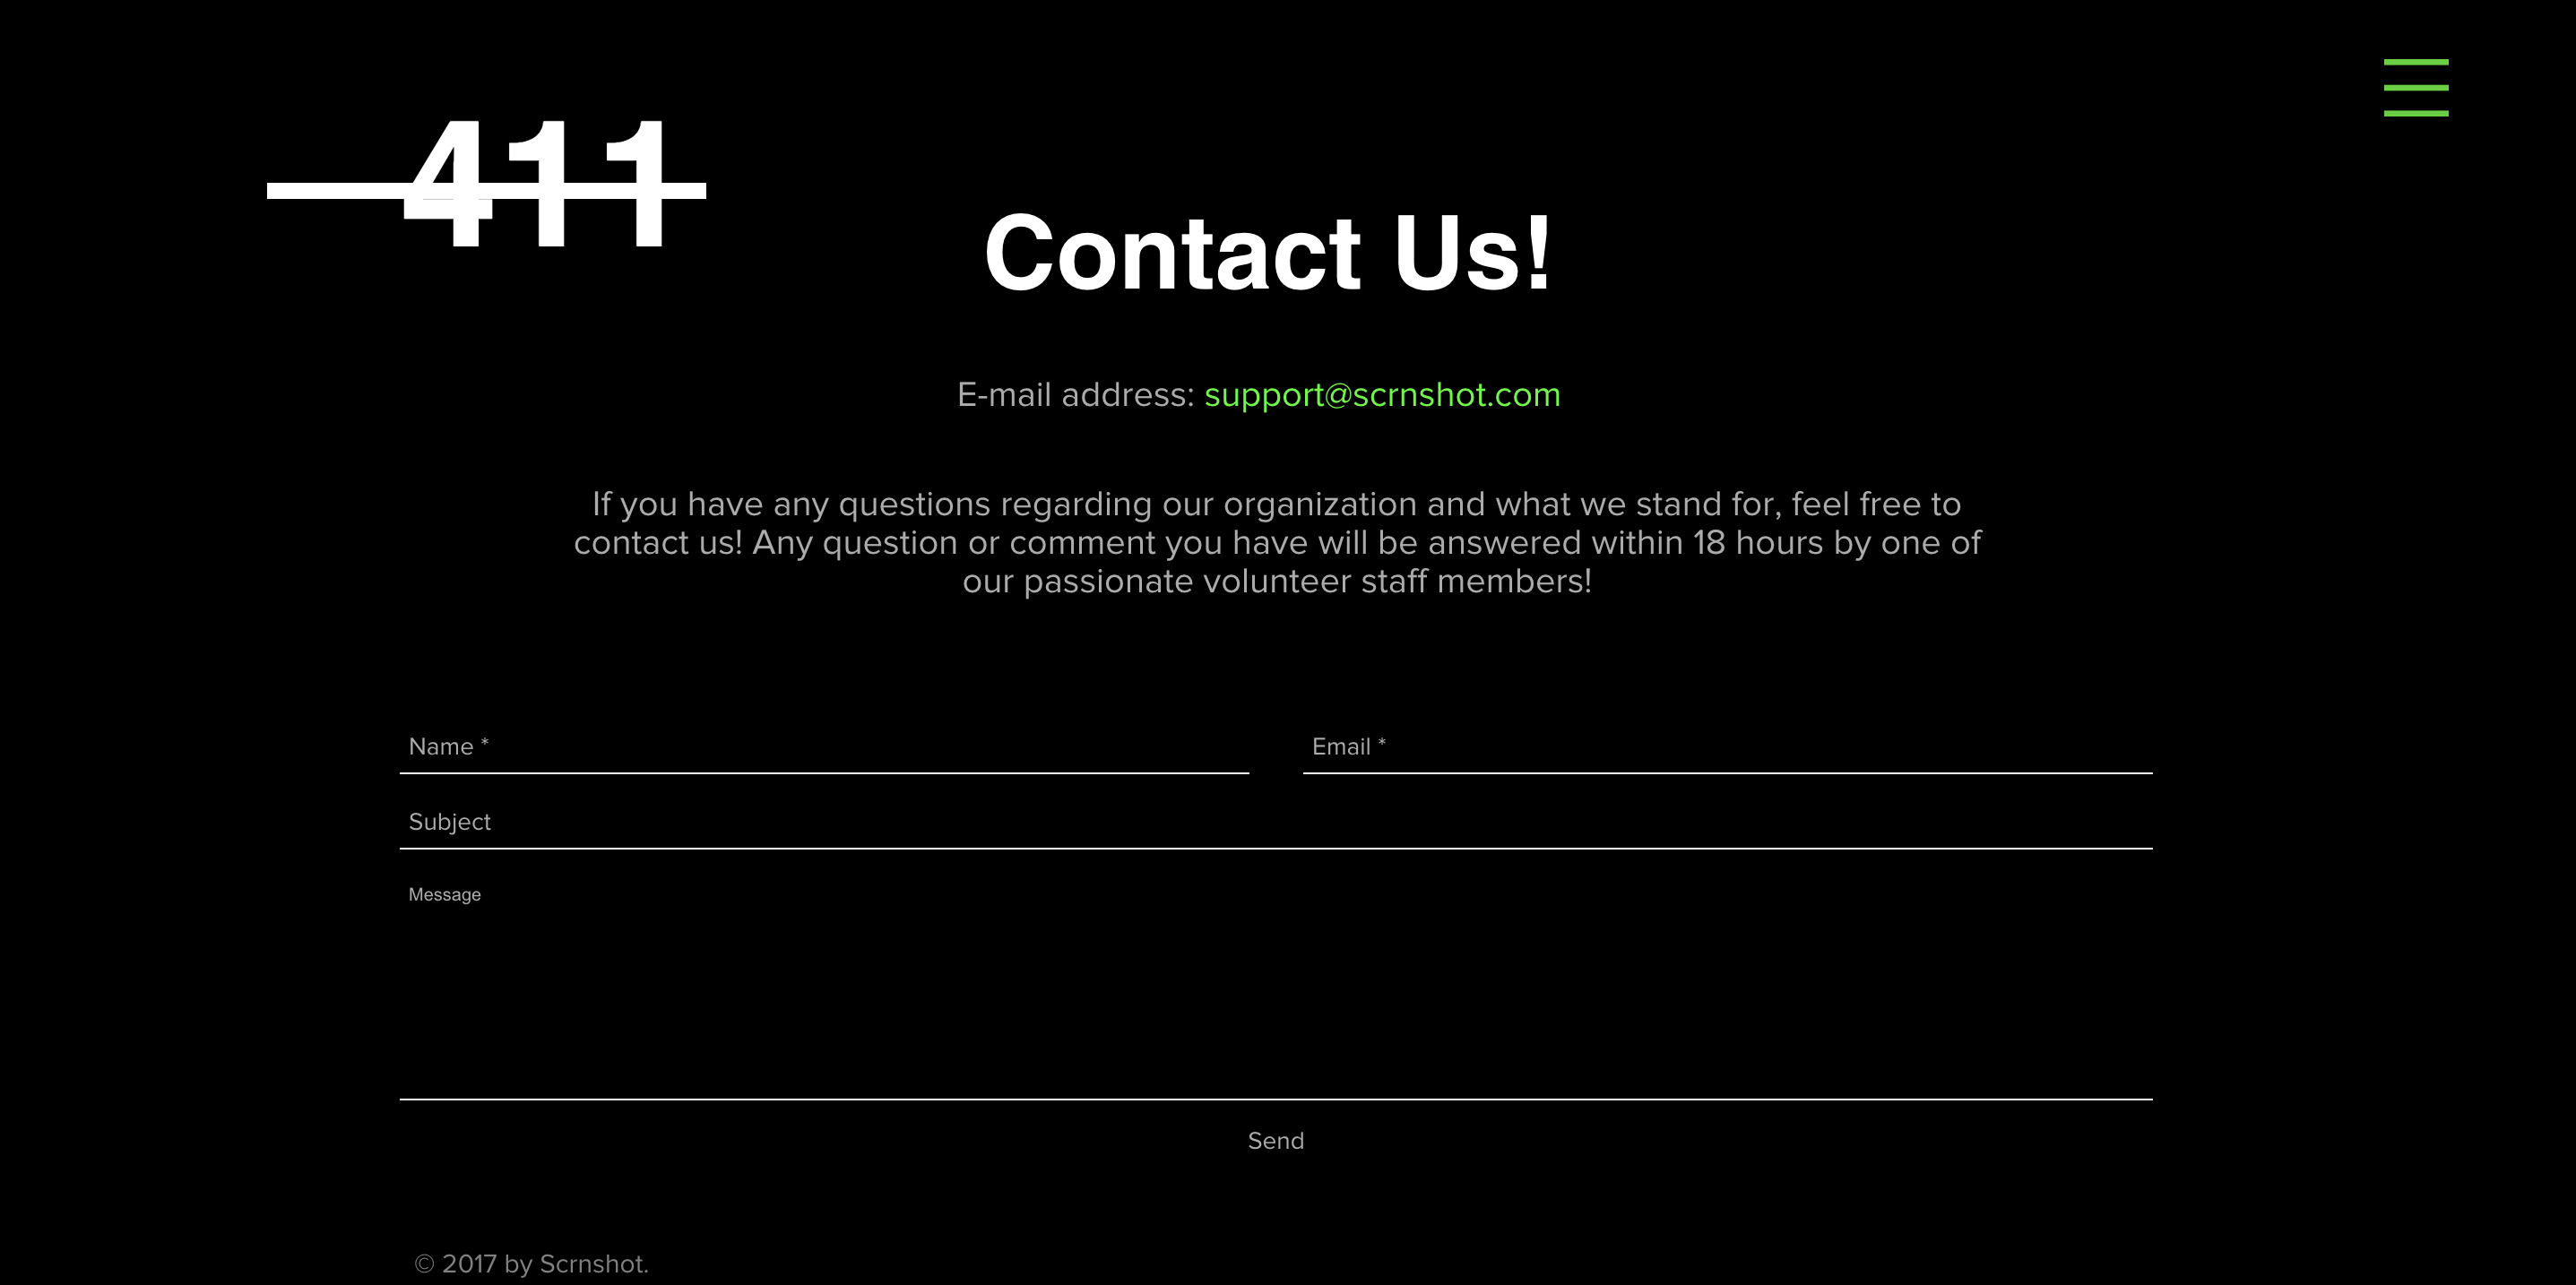 411
Contact Us!
E-mail address: support@scrnshot.com
If you have any questions regarding our organization and what we stand for, feel free to
contact us! Any question or comment you have will be answered within 18 hours by one of
our passionate volunteer staff members!
Name *
Email *
Subject
Message
Send
© 2017 by Scrnshot.